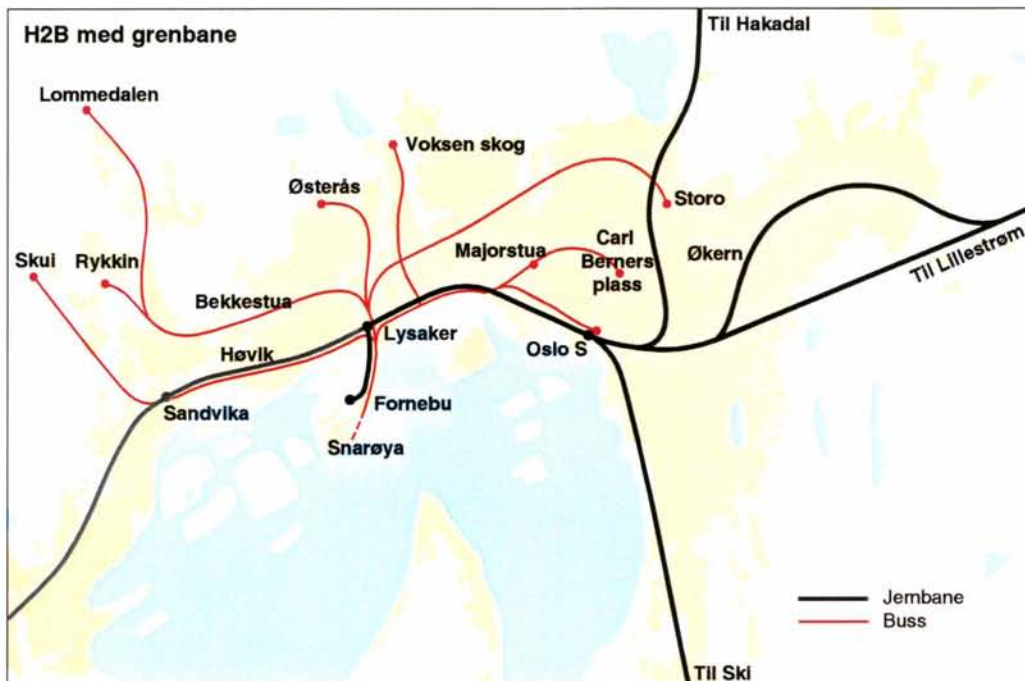 H2B med grenbane
Til Hakadal
Lommedalen
Voksen skog
Østerås
Storo
Skui
Rykkin
Majorstua
Carl
Berners
plass
Økern
Til Lillestrøm
Bekkestua
Lysaker
Oslo S
Høvik
Sandvika
Fornebu
Snarøya
Jernbane
Buss
Til Ski